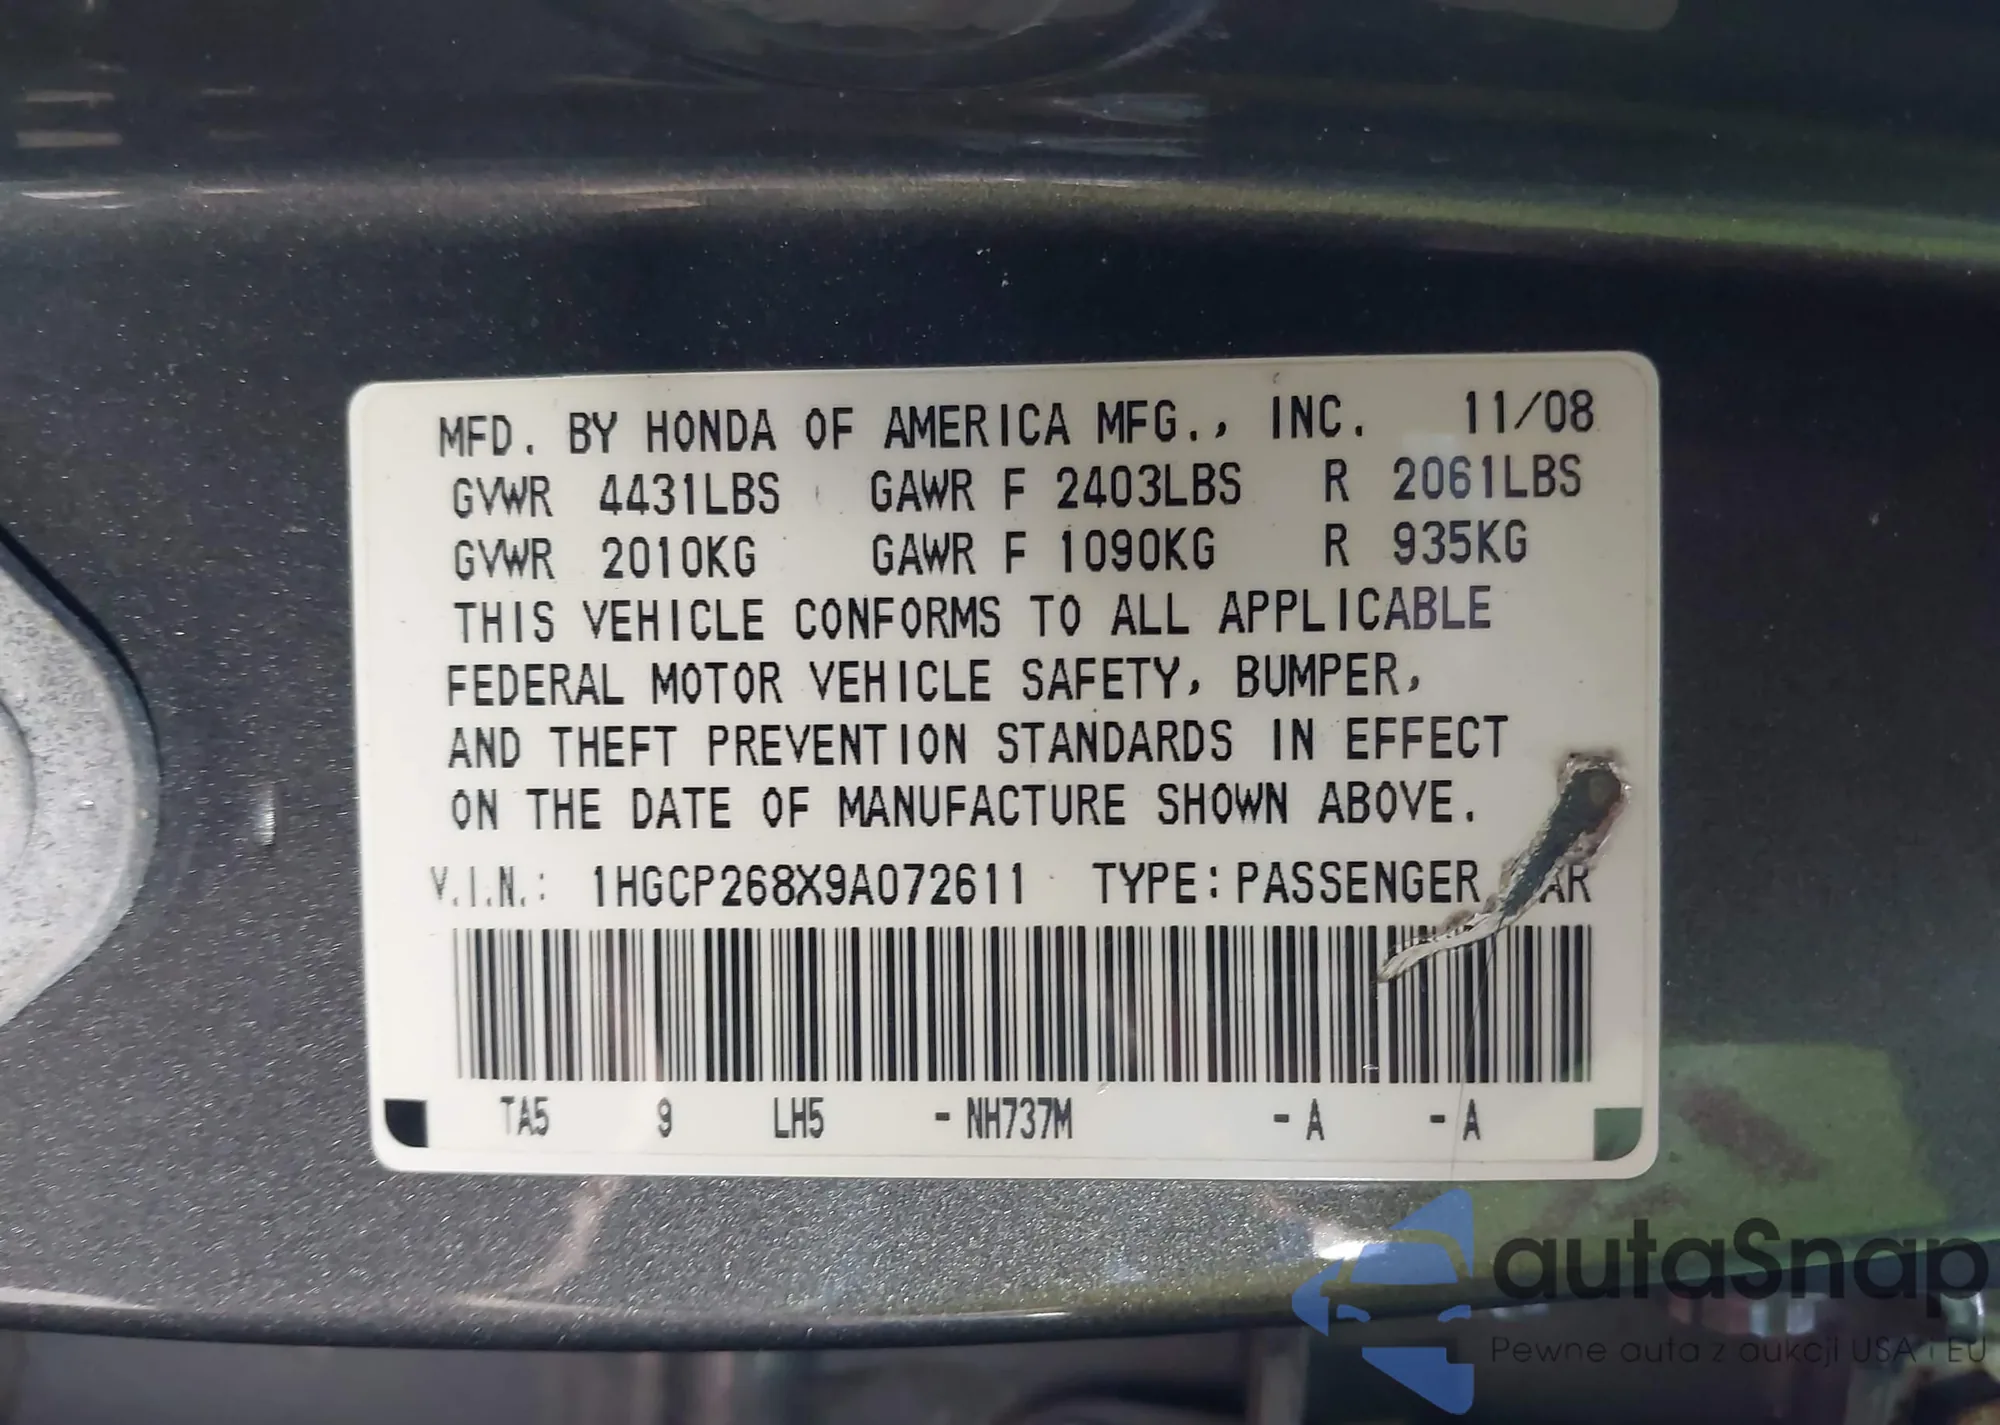 MFD. BY HONDA OF AMERICA MFG., INC. 11/08
GVWR 4431LBS GAWR F 2403LBS R 2061LBS
GVWR 2010KG GAWR F 1090KG R 935KG
THIS VEHICLE CONFORMS TO ALL APPLICABLE
FEDERAL MOTOR VEHICLE SAFETY, BUMPER,
AND THEFT PREVENTION STANDARDS IN EFFECT
ON THE DATE OF MANUFACTURE SHOWN ABOVE.
V.I.N.: 1HGCP268X9A072611 TYPE: PASSENGER AR
TA5 9 LH5 - NH737M - A - A
autaSnap
Pewne auta z aukcji USA i EU